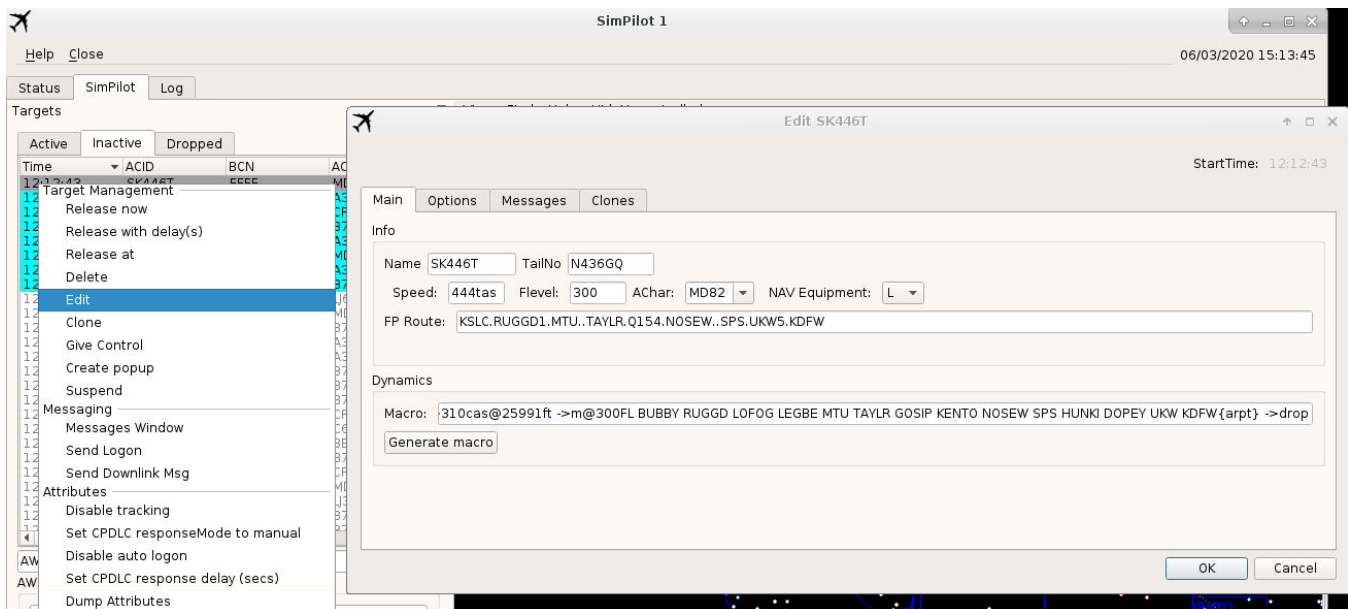 SimPilot 1
Help Close
06/03/2020 15:13:45
Status SimPilot Log
Targets
Active Inactive Dropped
Time ACID BCN
12:12:43 SK446T
Target Management
Release now
Release with delay(s)
Release at
Delete
Edit
Clone
Give Control
Create popup
Suspend
Messaging
Messages Window
Send Logon
Send Downlink Msg
Attributes
Disable tracking
Set CPDLC responseMode to manual
Disable auto logon
Set CPDLC response delay (secs)
Dump Attributes
Edit SK446T
StartTime: 12:12:43
Main Options Messages Clones
Info
Name SK446T TailNo N436GQ
Speed: 444tas Flevel: 300 AChar: MD82 NAV Equipment: L
FP Route: KSLC.RUGGD1.MTU..TAYLR.Q154.NOSEW..SPS.UKW5.KDFW
Dynamics
Macro: 310cas@25991ft ->m@300FL BUBBY RUGGD LOFOG LEGBE MTU TAYLR GOSIP KENTO NOSEW SPS HUNKI DOPEY UKW KDFW{arpt} ->drop
Generate macro
OK Cancel